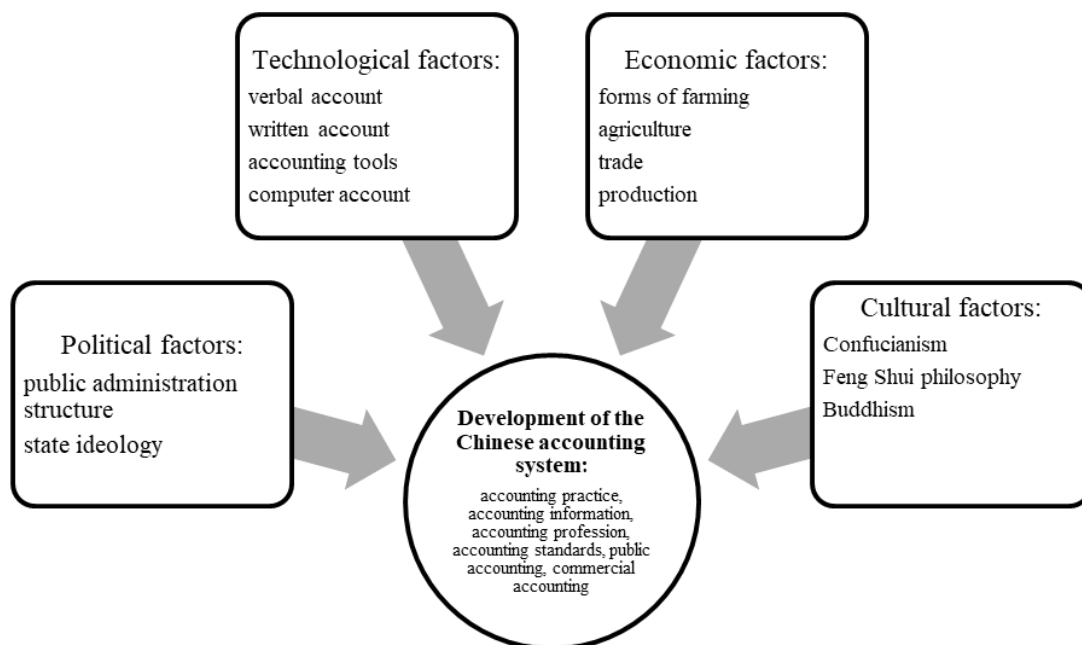 Technological factors:
verbal account
written account
accounting tools
computer account
Economic factors:
forms of farming
agriculture
trade
production
Political factors:
public administration
structure
state ideology
Cultural factors:
Confucianism
Feng Shui philosophy
Buddhism
Development of the
Chinese accounting
system:
accounting practice,
accounting information,
accounting profession,
accounting standards, public
accounting, commercial
accounting